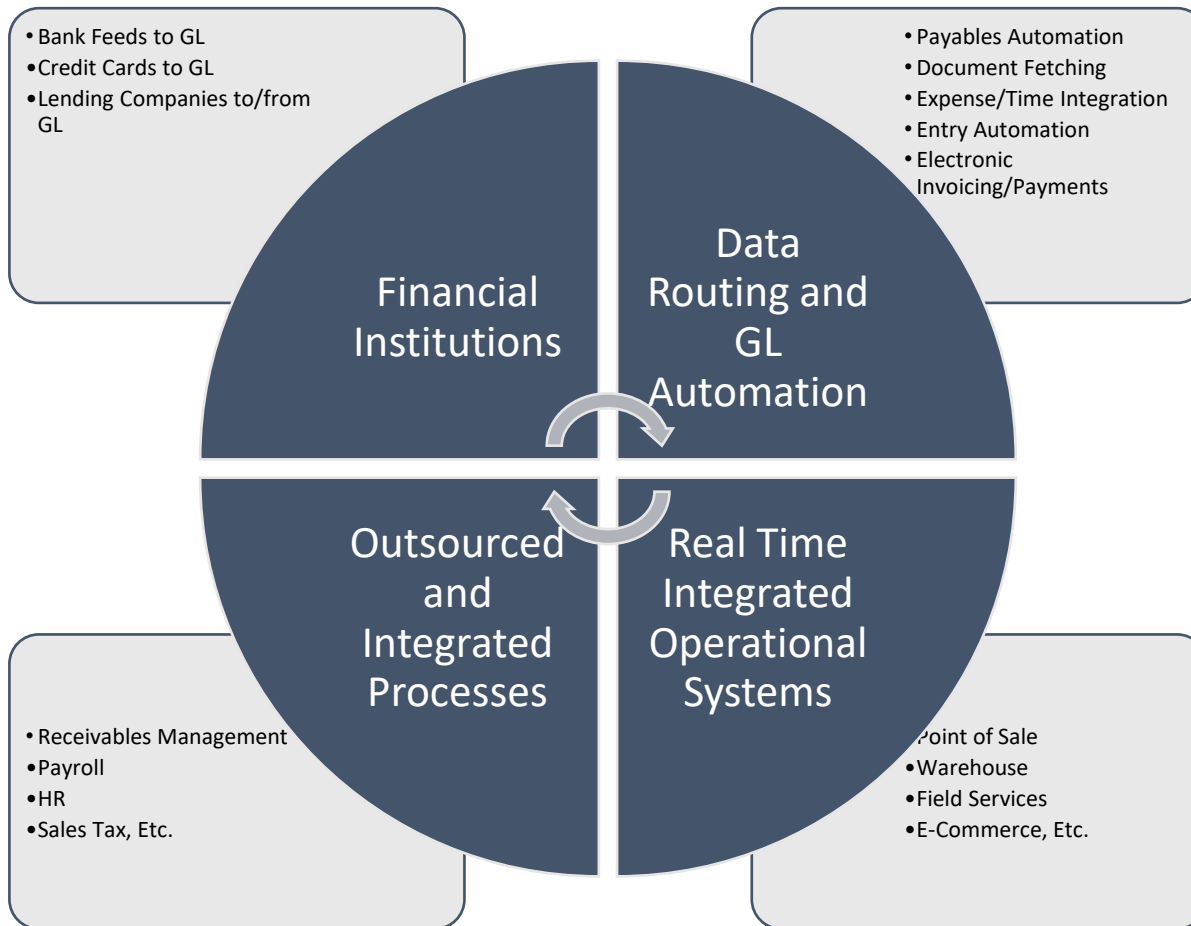 • Bank Feeds to GL
•Credit Cards to GL
•Lending Companies to/from
GL
• Payables Automation
• Document Fetching
• Expense/Time Integration
• Entry Automation
• Electronic
Invoicing/Payments
Financial
Institutions
Data
Routing and
GL
Automation
Outsourced
and
Integrated
Processes
Real Time
Integrated
Operational
Systems
• Receivables Management
•Payroll
•HR
•Sales Tax, Etc.
Point of Sale
•Warehouse
•Field Services
•E-Commerce, Etc.